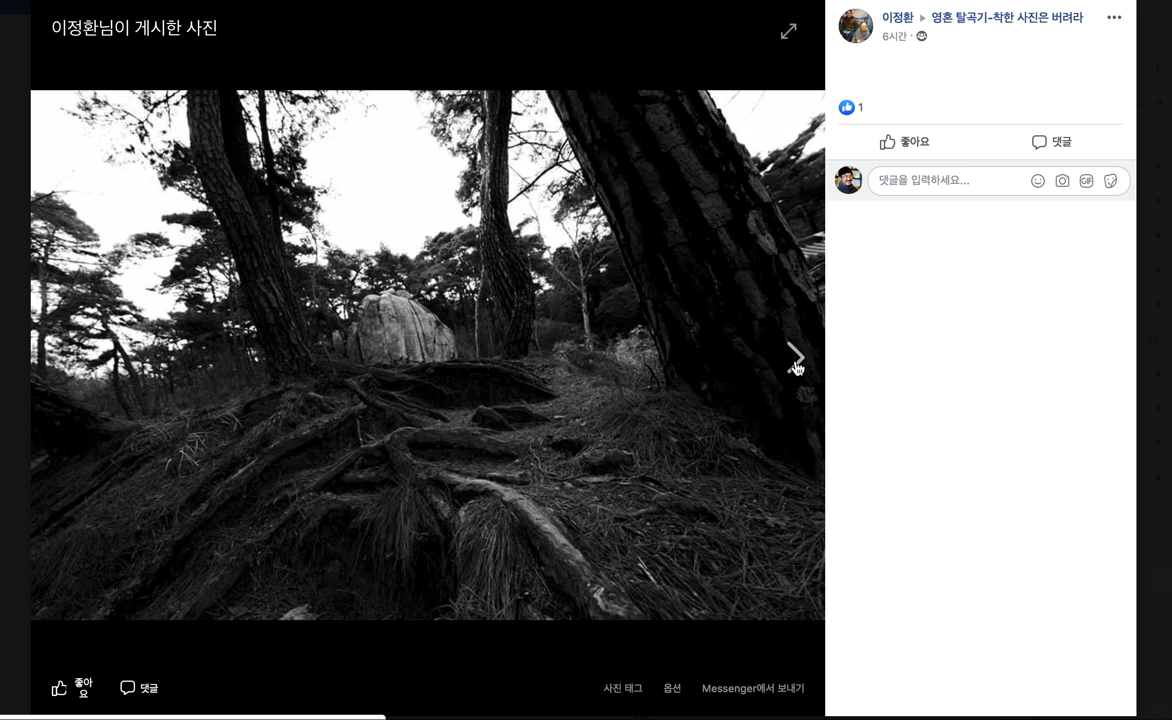 이정환님이 게시한 사진
이정환 ▶ 영혼 탈곡기-착한 사진은 버려라
6시간 ·
1
좋아요 댓글
댓글을 입력하세요...
GIF
좋아
요
댓글
사진 태그 옵션 Messenger에서 보내기